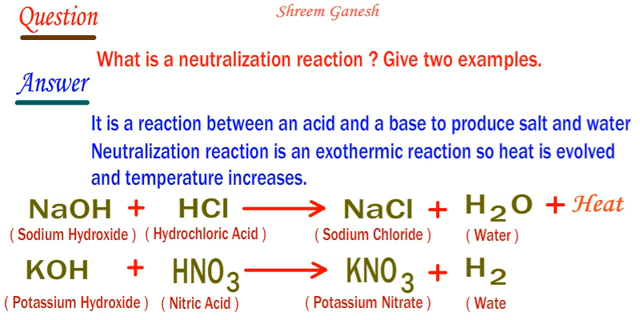 Shreem Ganesh
Question
What is a neutralization reaction ? Give two examples.
Answer
It is a reaction between an acid and a base to produce salt and water
Neutralization reaction is an exothermic reaction so heat is evolved
and temperature increases.
NaOH + HCl → NaCl + H₂O + Heat
( Sodium Hydroxide ) ( Hydrochloric Acid ) ( Sodium Chloride ) ( Water )
KOH + HNO₃ → KNO₃ + H₂
( Potassium Hydroxide ) ( Nitric Acid ) ( Potassium Nitrate ) ( Wate